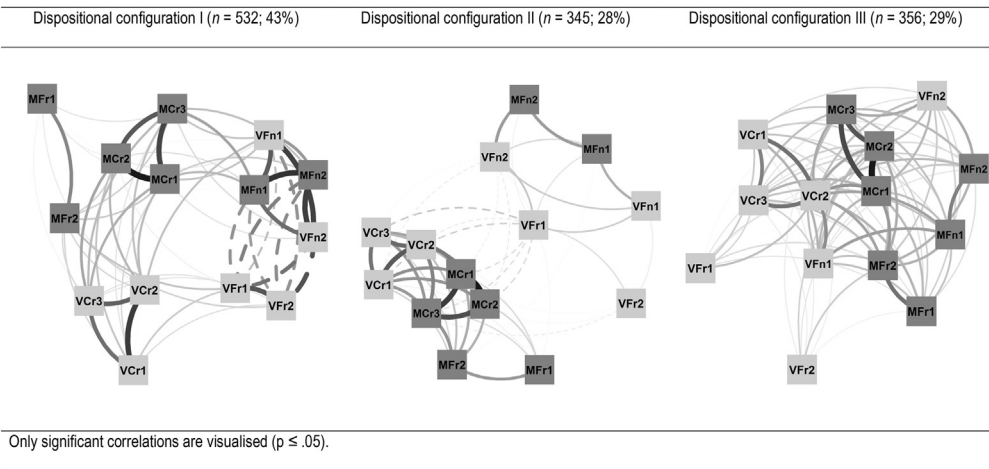 Dispositional configuration I (n = 532; 43%)
Dispositional configuration II (n = 345; 28%)
Dispositional configuration III (n = 356; 29%)
MFr1
MCr3
MCr2
MCr1
MFr2
VFn1
MFn2
MFn1
VFn2
VFr1
VFr2
VCr3
VCr2
VCr1
MFn2
MFn1
VFn2
VFn1
VFr1
VCr3
VCr2
VCr1
MCr1
MCr2
MCr3
VFr2
MFr2
MFr1
VFn2
MCr3
VCr1
MCr2
MFn2
MCr1
VCr2
VCr3
MFn1
VFr1
VFn1
MFr2
MFr1
VFr2
Only significant correlations are visualised (p ≤ .05).